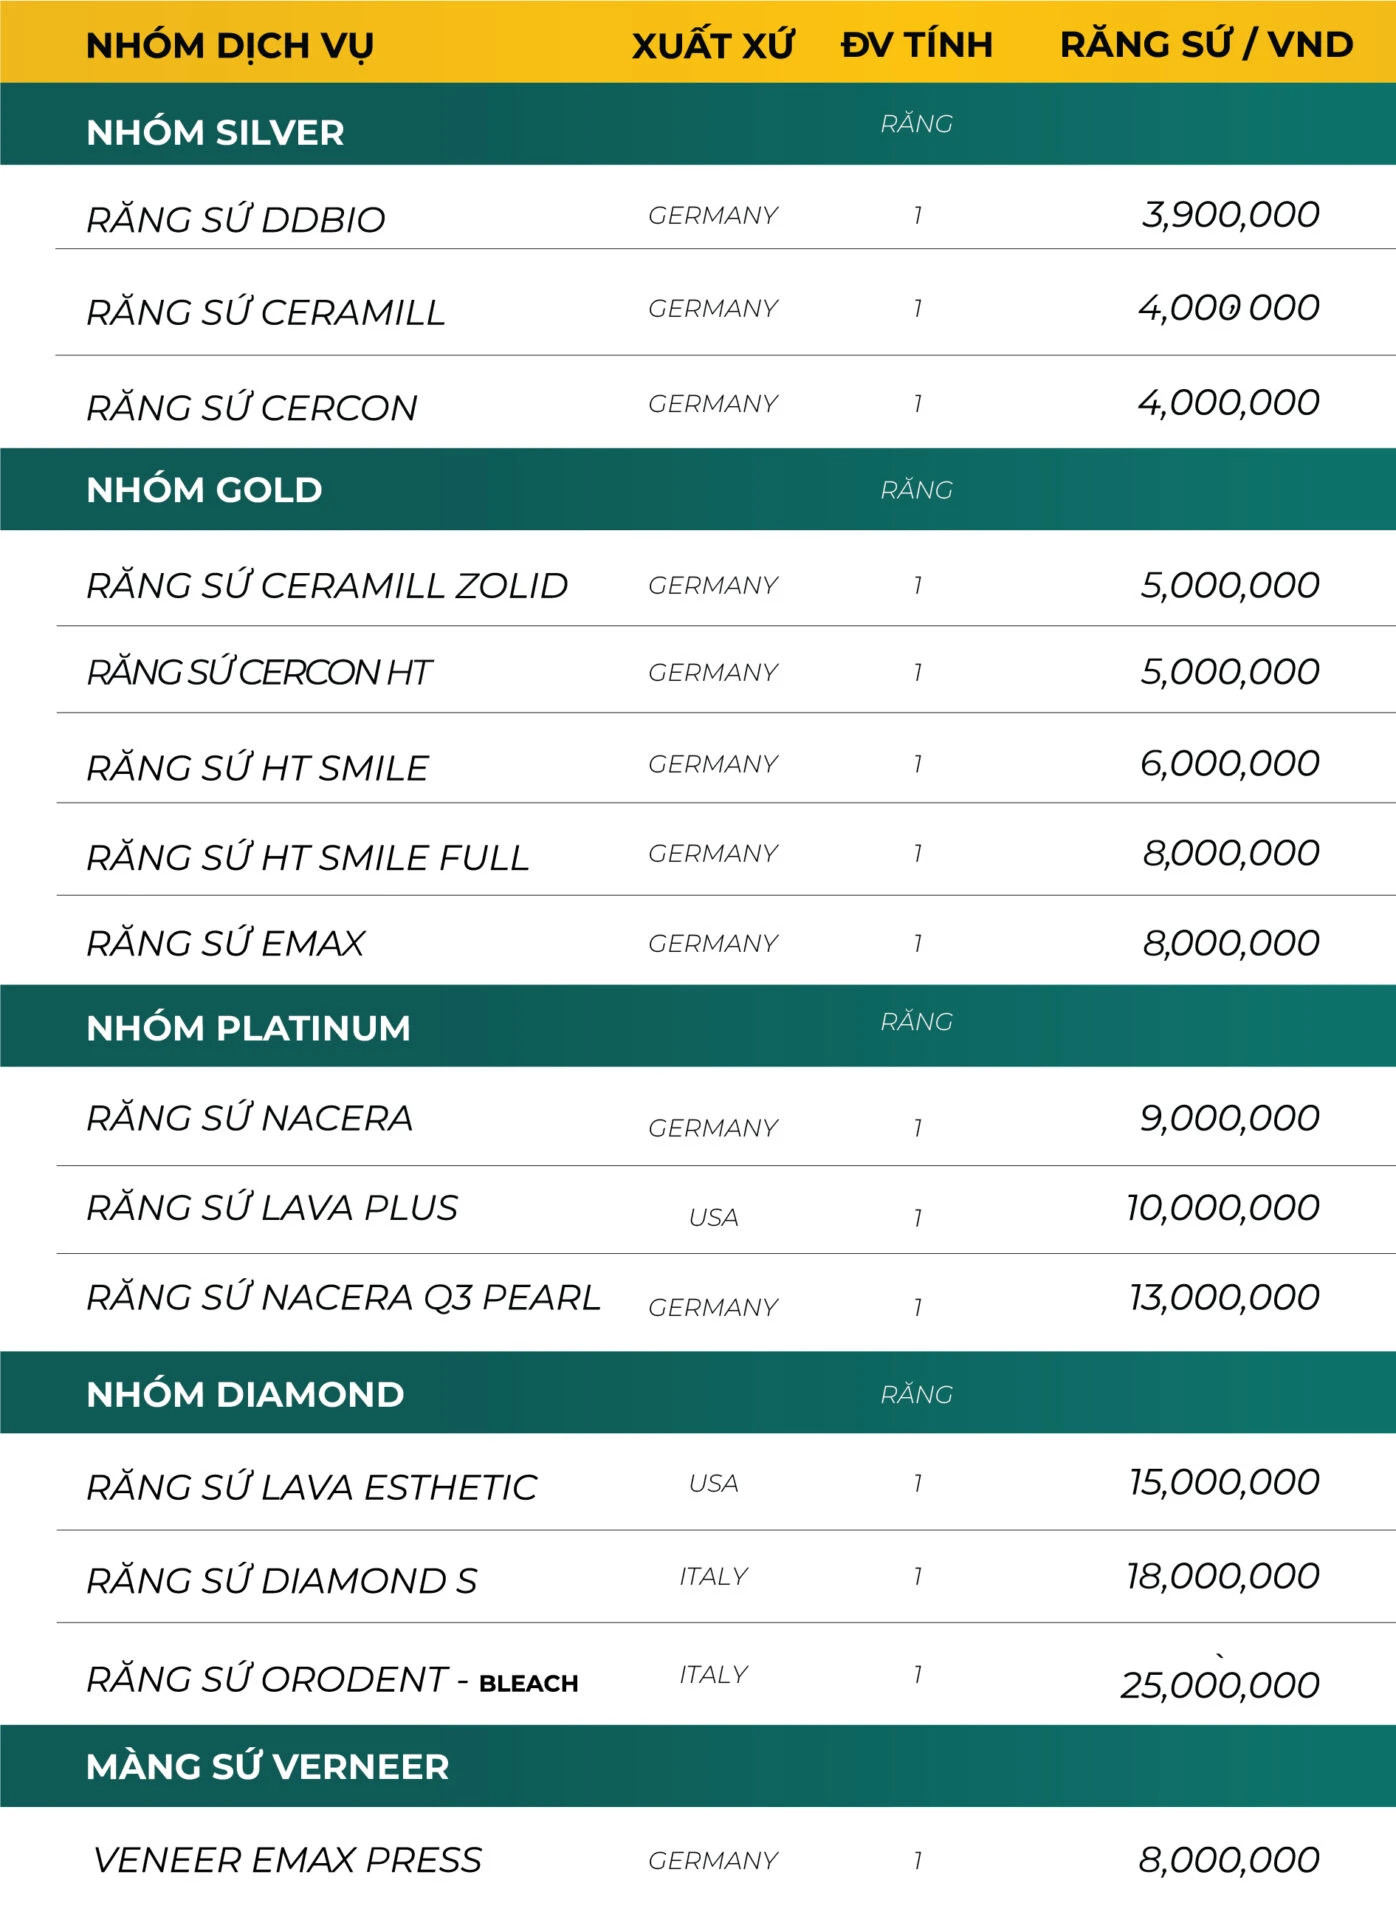 NHÓM DỊCH VỤ XUẤT XỨ ĐV TÍNH RĂNG SỨ / VND
NHÓM SILVER RĂNG
RĂNG SỨ DDBIO GERMANY 1 3,900,000
RĂNG SỨ CERAMILL GERMANY 1 4,000,000
RĂNG SỨ CERCON GERMANY 1 4,000,000
NHÓM GOLD RĂNG
RĂNG SỨ CERAMILL ZOLID GERMANY 1 5,000,000
RĂNG SỨ CERCON HT GERMANY 1 5,000,000
RĂNG SỨ HT SMILE GERMANY 1 6,000,000
RĂNG SỨ HT SMILE FULL GERMANY 1 8,000,000
RĂNG SỨ EMAX GERMANY 1 8,000,000
NHÓM PLATINUM RĂNG
RĂNG SỨ NACERA GERMANY 1 9,000,000
RĂNG SỨ LAVA PLUS USA 1 10,000,000
RĂNG SỨ NACERA Q3 PEARL GERMANY 1 13,000,000
NHÓM DIAMOND RĂNG
RĂNG SỨ LAVA ESTHETIC USA 1 15,000,000
RĂNG SỨ DIAMOND S ITALY 1 18,000,000
RĂNG SỨ ORODENT - BLEACH ITALY 1 25,000,000
MÀNG SỨ VERNEER
VENEER EMAX PRESS GERMANY 1 8,000,000